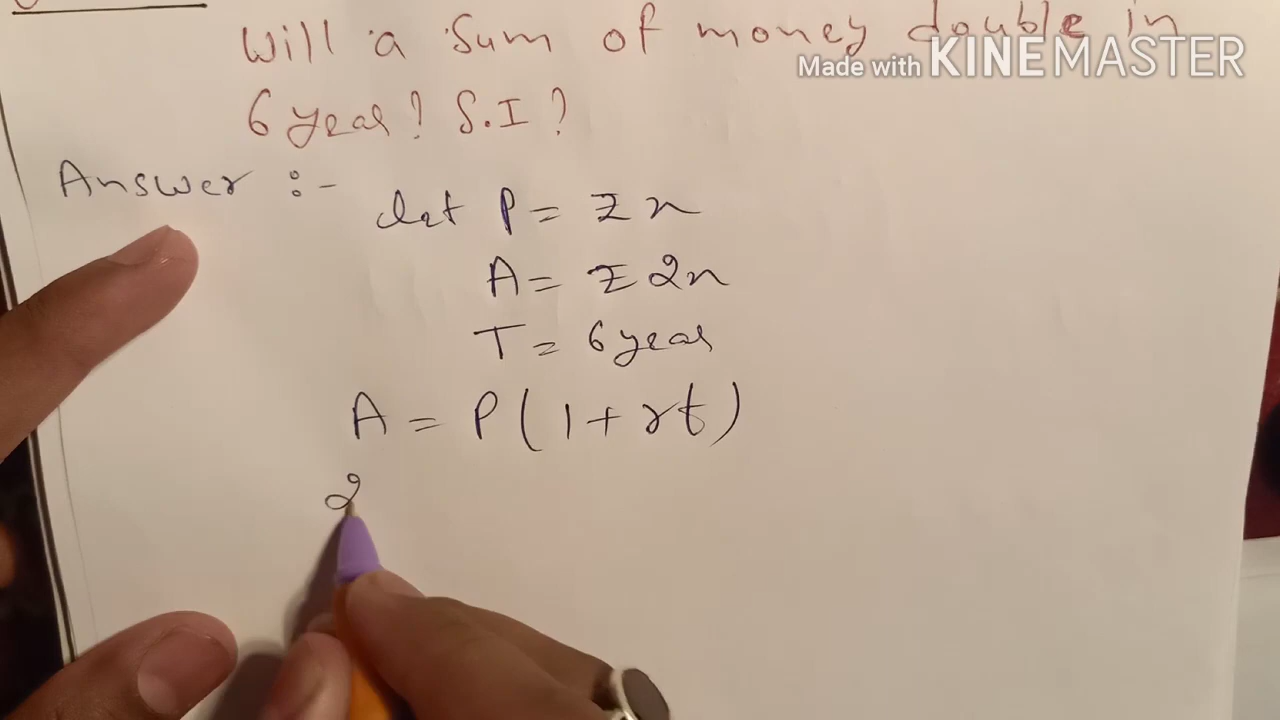 Will a Sum of money double in
Made with KINEMASTER
6 year? S.I?
Answer :-
Let P = ₹ x
A = ₹ 2x
T = 6 year
A = P(1+rt)
2